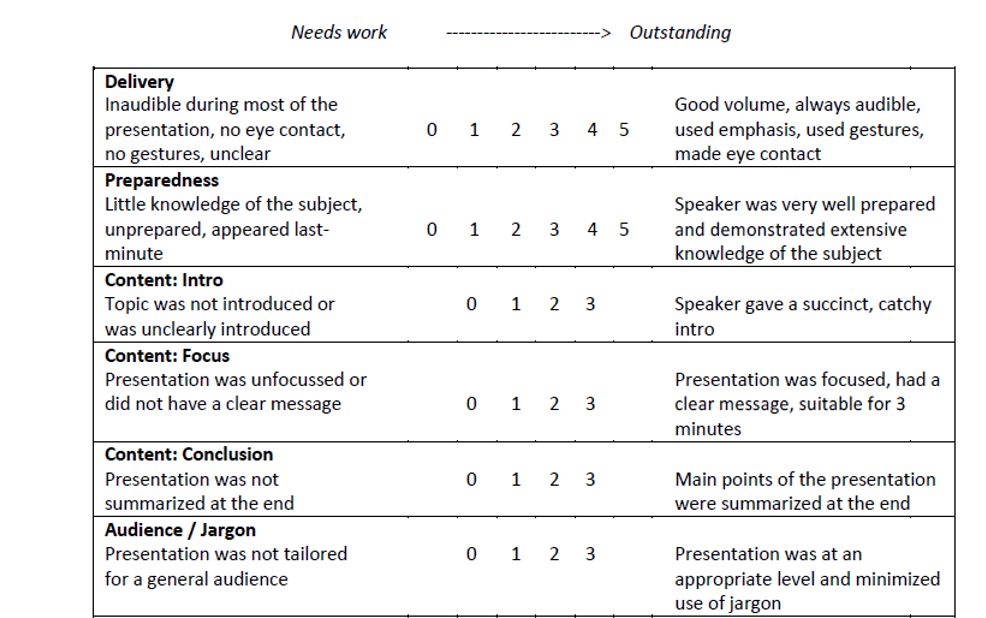 Needs work -------------------------> Outstanding
Delivery
Inaudible during most of the
presentation, no eye contact,
no gestures, unclear
0 1 2 3 4 5
Good volume, always audible,
used emphasis, used gestures,
made eye contact
Preparedness
Little knowledge of the subject,
unprepared, appeared last-
minute
0 1 2 3 4 5
Speaker was very well prepared
and demonstrated extensive
knowledge of the subject
Content: Intro
Topic was not introduced or
was unclearly introduced
0 1 2 3
Speaker gave a succinct, catchy
intro
Content: Focus
Presentation was unfocussed or
did not have a clear message
0 1 2 3
Presentation was focused, had a
clear message, suitable for 3
minutes
Content: Conclusion
Presentation was not
summarized at the end
0 1 2 3
Main points of the presentation
were summarized at the end
Audience / Jargon
Presentation was not tailored
for a general audience
0 1 2 3
Presentation was at an
appropriate level and minimized
use of jargon